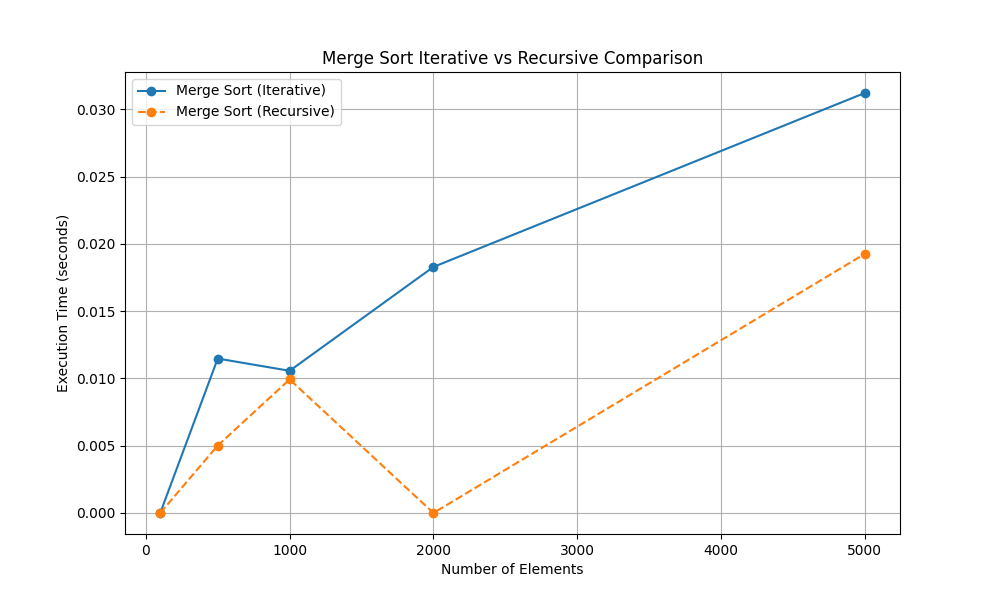 Merge Sort Iterative vs Recursive Comparison
Merge Sort (Iterative)
Merge Sort (Recursive)
Execution Time (seconds)
0.030
0.025
0.020
0.015
0.010
0.005
0.000
0 1000 2000 3000 4000 5000
Number of Elements